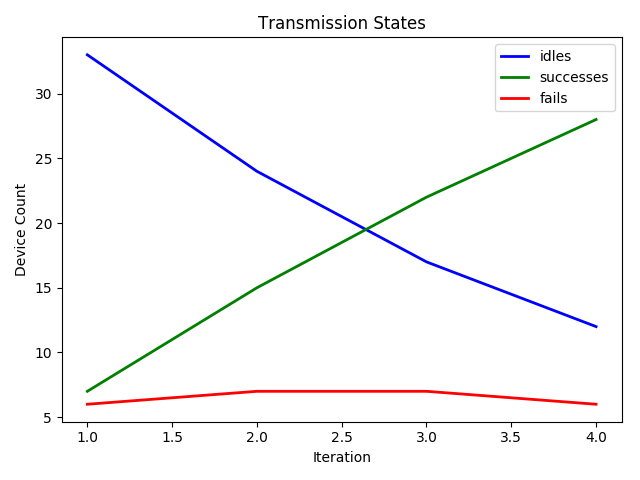 Transmission States
idles
successes
fails
Device Count
30
25
20
15
10
5
1.0 1.5 2.0 2.5 3.0 3.5 4.0
Iteration